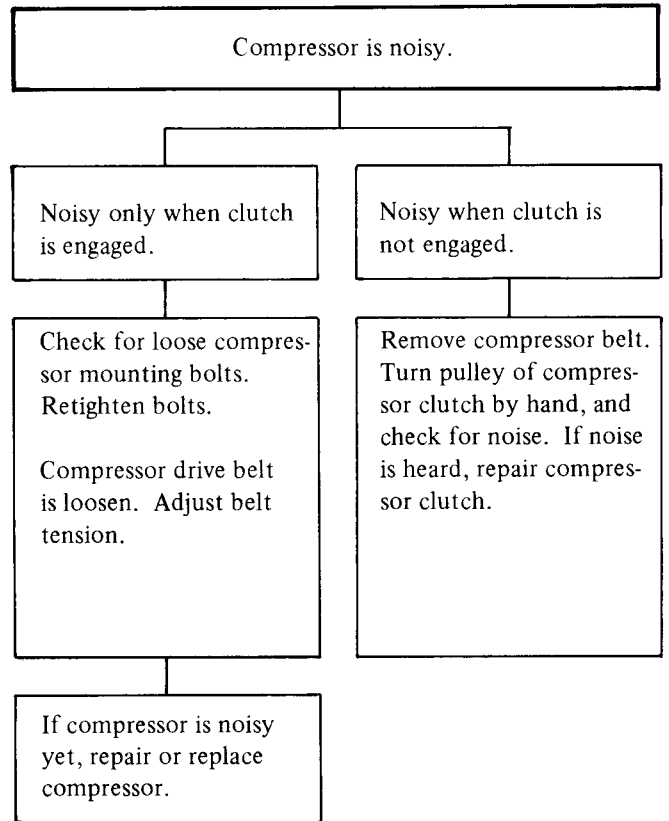 Compressor is noisy.
Noisy only when clutch
is engaged.
Noisy when clutch is
not engaged.
Check for loose compres-
sor mounting bolts.
Retighten bolts.
Compressor drive belt
is loosen. Adjust belt
tension.
Remove compressor belt.
Turn pulley of compres-
sor clutch by hand, and
check for noise. If noise
is heard, repair compres-
sor clutch.
If compressor is noisy
yet, repair or replace
compressor.